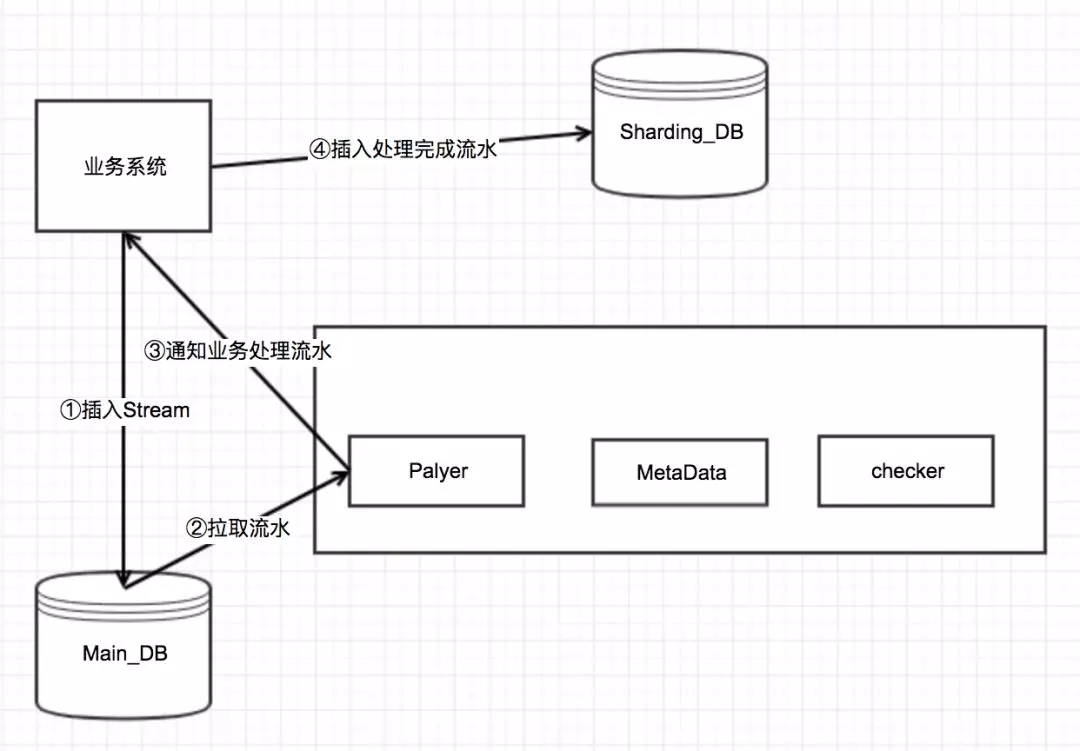 Sharding_DB
④插入处理完成流水
业务系统
③通知业务处理流水
①插入Stream
Palyer
MetaData
checker
②拉取流水
Main_DB